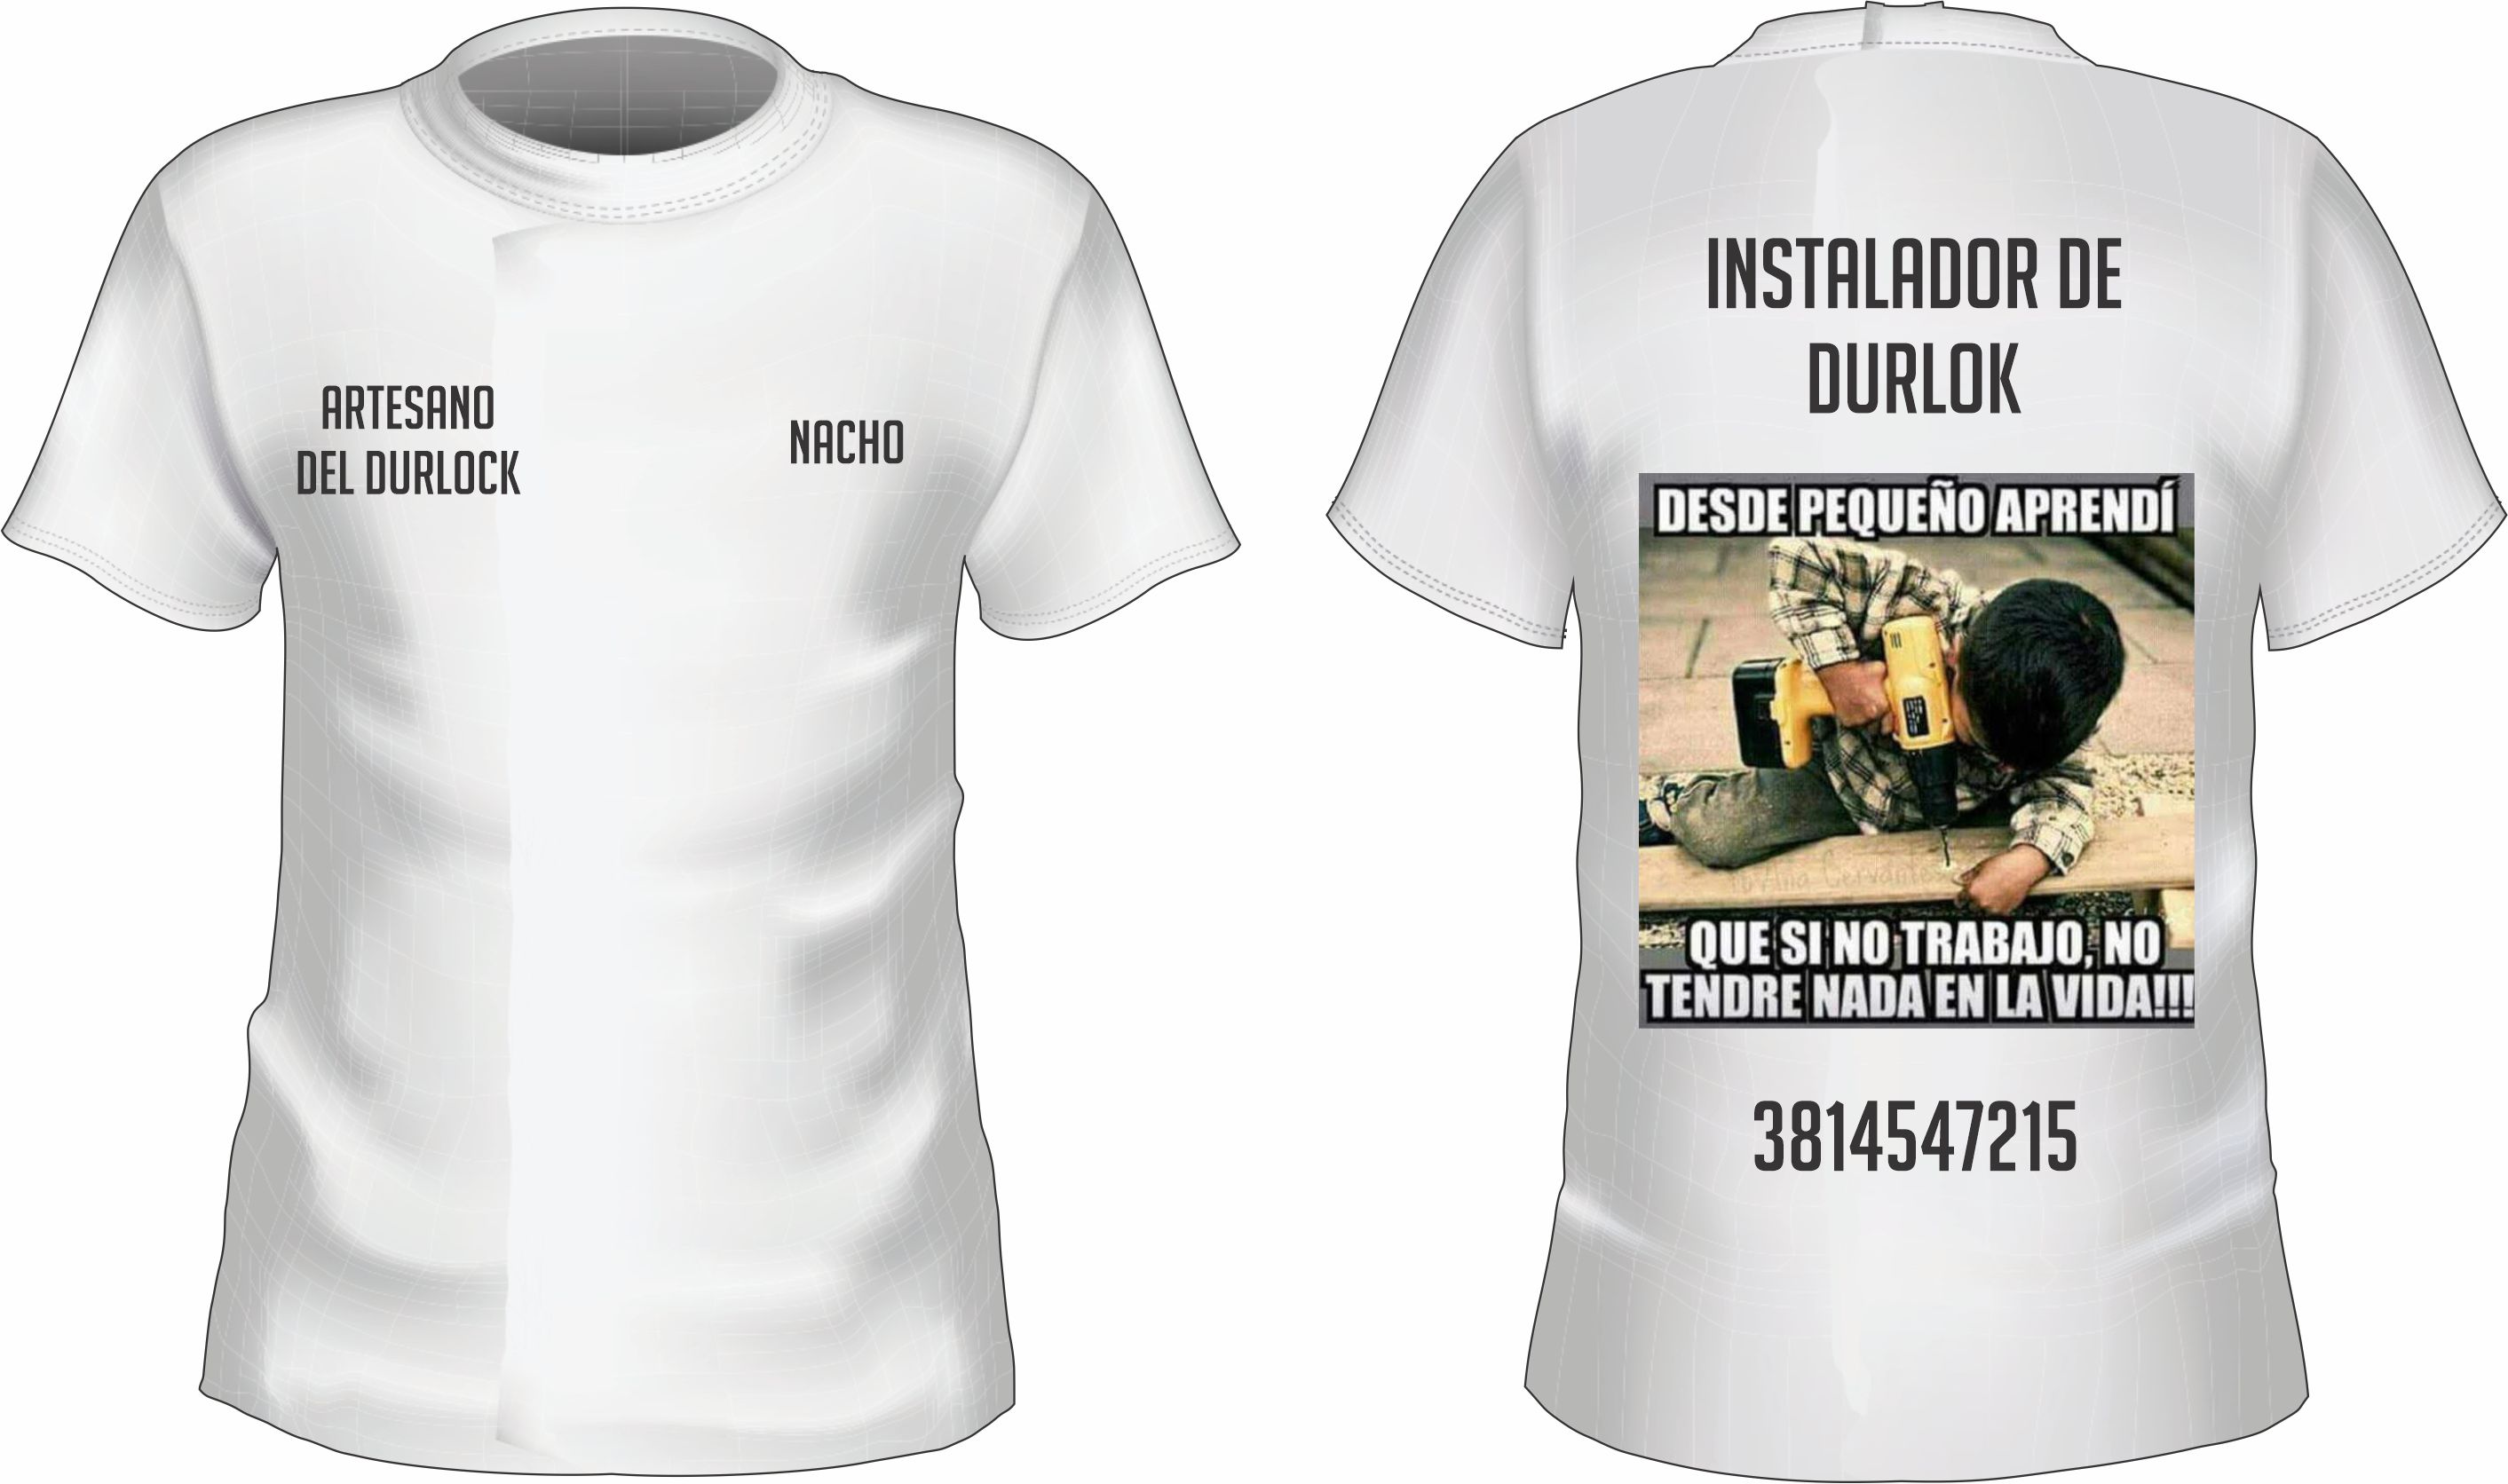 ARTESANO
DEL DURLOCK
NACHO
INSTALADOR DE
DURLOK
DESDE PEQUEÑO APRENDÍ
Cervantes
QUE SI NO TRABAJO, NO
TENDRE NADA EN LA VIDA!!!
3814547215